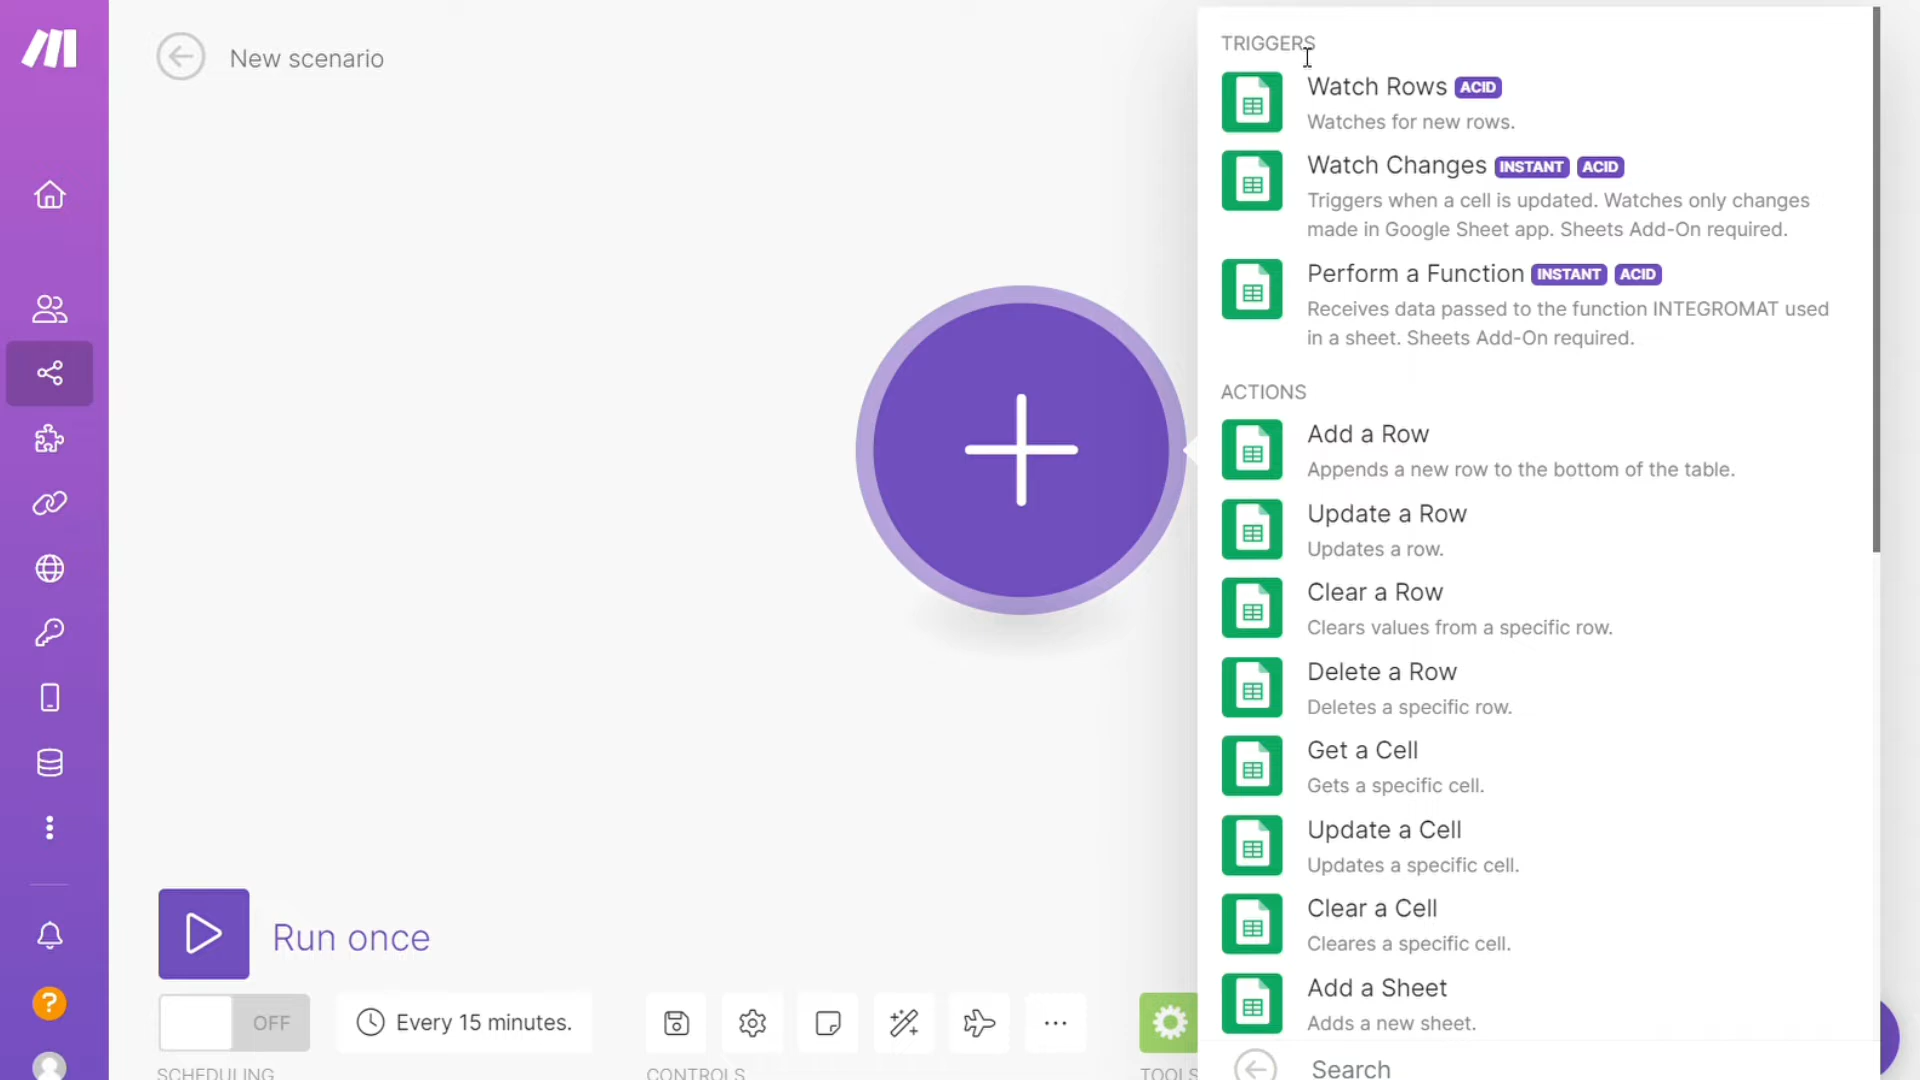 New scenario
TRIGGERS
Watch Rows ACID
Watches for new rows.
Watch Changes INSTANT ACID
Triggers when a cell is updated. Watches only changes
made in Google Sheet app. Sheets Add-On required.
Perform a Function INSTANT ACID
Receives data passed to the function INTEGROMAT used
in a sheet. Sheets Add-On required.
ACTIONS
Add a Row
Appends a new row to the bottom of the table.
Update a Row
Updates a row.
Clear a Row
Clears values from a specific row.
Delete a Row
Deletes a specific row.
Get a Cell
Gets a specific cell.
Update a Cell
Updates a specific cell.
Clear a Cell
Cleares a specific cell.
Add a Sheet
Adds a new sheet.
Search
Run once
OFF
Every 15 minutes.
SCHEDULING
CONTROLS
TOOLS
?